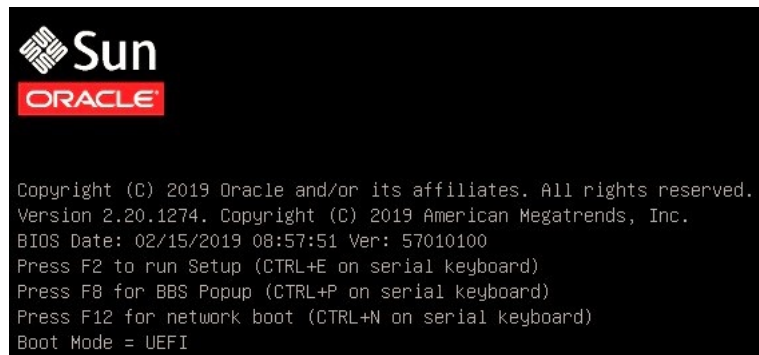 Sun
ORACLE
Copyright (C) 2019 Oracle and/or its affiliates. All rights reserved.
Version 2.20.1274. Copyright (C) 2019 American Megatrends, Inc.
BIOS Date: 02/15/2019 08:57:51 Ver: 57010100
Press F2 to run Setup (CTRL+E on serial keyboard)
Press F8 for BBS Popup (CTRL+P on serial keyboard)
Press F12 for network boot (CTRL+N on serial keyboard)
Boot Mode = UEFI